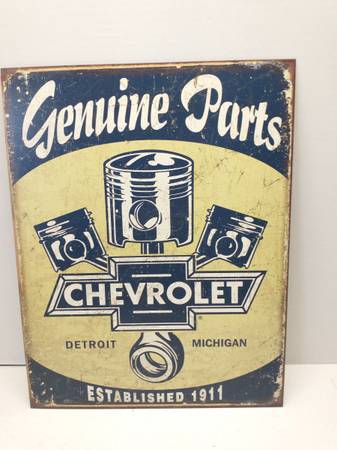 Genuine Parts
CHEVROLET
®
DETROIT MICHIGAN
ESTABLISHED 1911